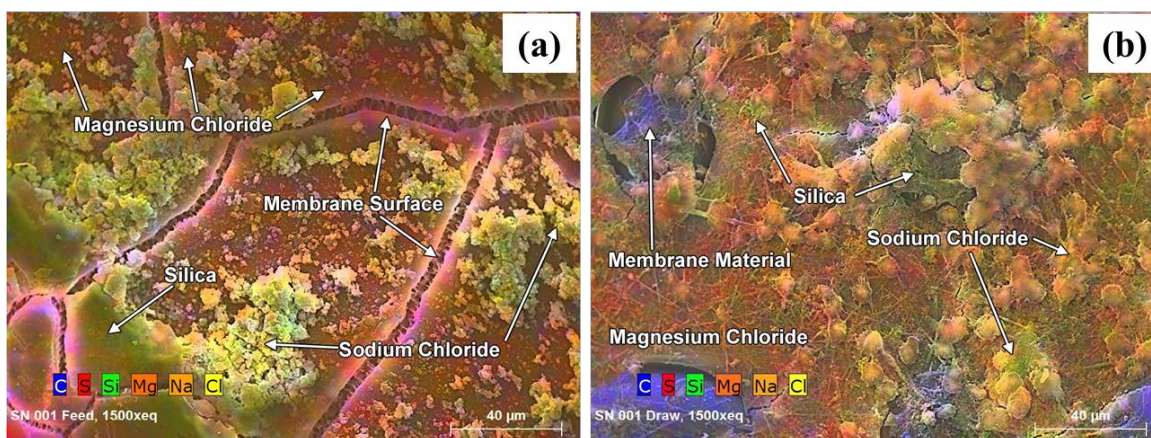 (a)
Magnesium Chloride
Membrane Surface
Silica
Sodium Chloride
C S Si Mg Na Cl
SN 001 Feed, 1500xeq
40 µm
(b)
Silica
Sodium Chloride
Membrane Material
Magnesium Chloride
C S Si Mg Na Cl
SN 001 Draw, 1500xeq
40 µm